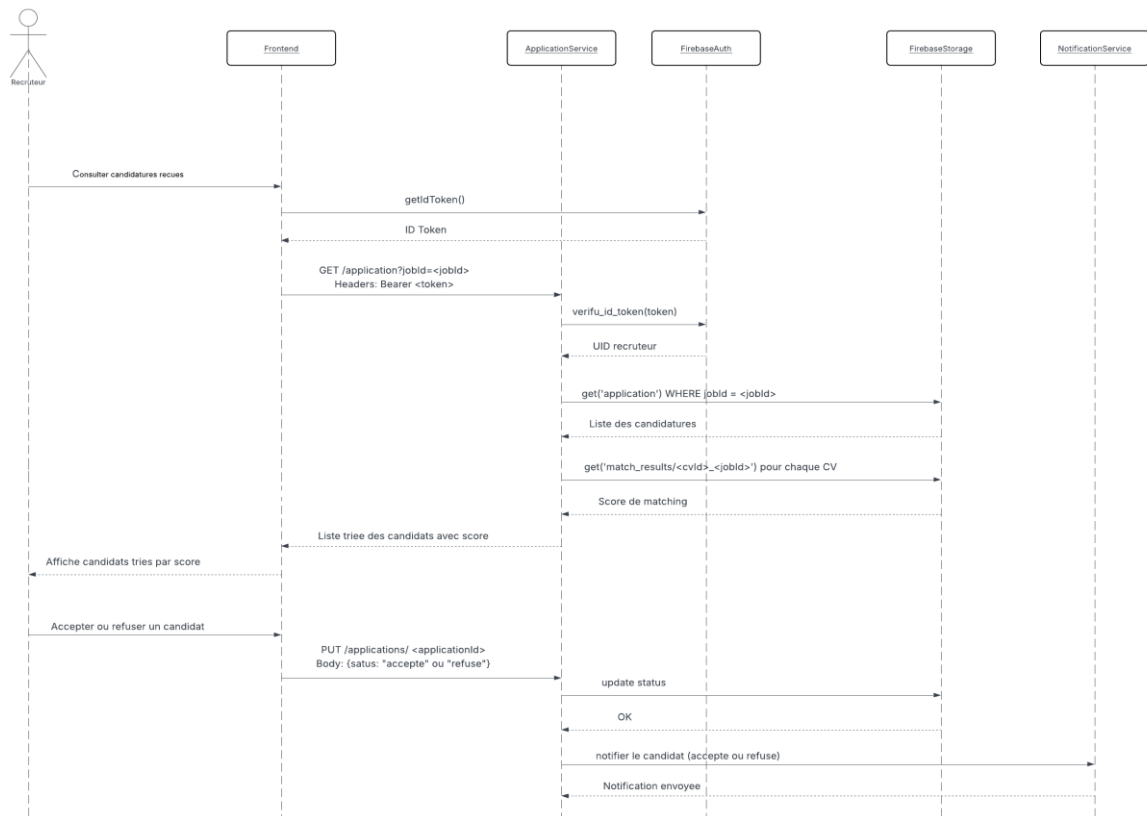 Frontend
ApplicationService
FirebaseAuth
FirebaseStorage
NotificationService
Recruteur
Consulter candidatures recues
getIdToken()
ID Token
GET /application?jobId=<jobId>
Headers: Bearer <token>
verifu_id_token(token)
UID recruteur
get('application') WHERE jobId = <jobId>
Liste des candidatures
get('match_results/<cvId>_<jobId>') pour chaque CV
Score de matching
Liste triee des candidats avec score
Affiche candidats tries par score
Accepter ou refuser un candidat
PUT /applications/ <applicationId>
Body: {satus: "accepte" ou "refuse"}
update status
OK
notifier le candidat (accepte ou refuse)
Notification envoyee